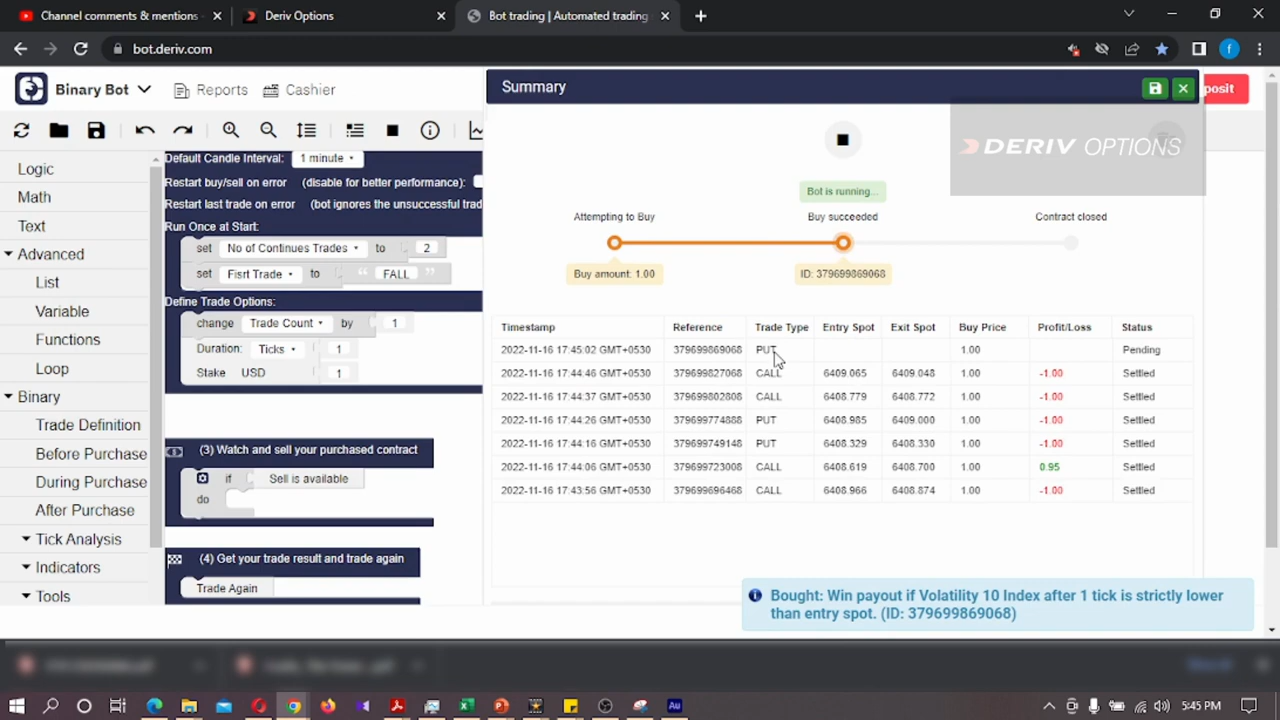 Channel comments & mentions
Deriv Options
Bot trading | Automated trading
bot.deriv.com
f
Binary Bot
Reports
Cashier
Summary
posit
DERIV OPTIONS
Logic
Math
Text
Advanced
List
Variable
Functions
Loop
Binary
Trade Definition
Before Purchase
During Purchase
After Purchase
Tick Analysis
Indicators
Tools
Default Candle Interval: 1 minute
Restart buy/sell on error (disable for better performance):
Restart last trade on error (bot ignores the unsuccessful trad
Run Once at Start:
set No of Continues Trades to 2
set Fisrt Trade to “ FALL ”
Define Trade Options:
change Trade Count by 1
Duration: Ticks 1
Stake USD 1
(3) Watch and sell your purchased contract
if Sell is available
do
(4) Get your trade result and trade again
Trade Again
Bot is running...
Attempting to Buy Buy succeeded Contract closed
Buy amount: 1.00 ID: 379699869068
Timestamp Reference Trade Type Entry Spot Exit Spot Buy Price Profit/Loss Status
2022-11-16 17:45:02 GMT+0530 379699869068 PUT 1.00 Pending
2022-11-16 17:44:46 GMT+0530 379699827068 CALL 6409.065 6409.048 1.00 -1.00 Settled
2022-11-16 17:44:37 GMT+0530 379699802808 CALL 6408.779 6408.772 1.00 -1.00 Settled
2022-11-16 17:44:26 GMT+0530 379699774888 PUT 6408.985 6409.000 1.00 -1.00 Settled
2022-11-16 17:44:16 GMT+0530 379699749148 PUT 6408.329 6408.330 1.00 -1.00 Settled
2022-11-16 17:44:06 GMT+0530 379699723008 CALL 6408.619 6408.700 1.00 0.95 Settled
2022-11-16 17:43:56 GMT+0530 379699696468 CALL 6408.966 6408.874 1.00 -1.00 Settled
Bought: Win payout if Volatility 10 Index after 1 tick is strictly lower
than entry spot. (ID: 379699869068)
5:45 PM